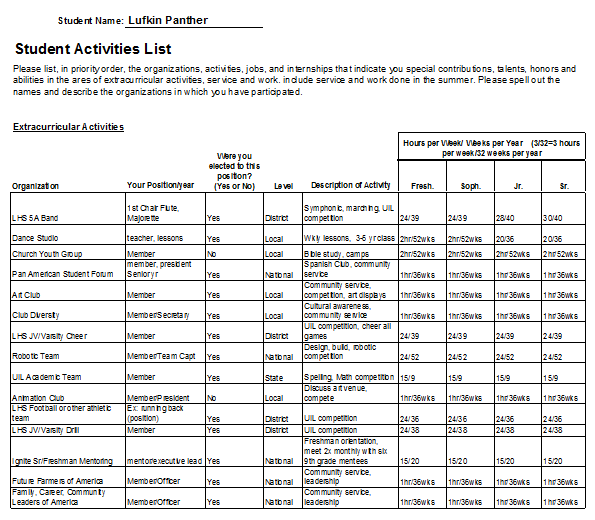 Student Name: Lufkin Panther
Student Activities List
Please list, in priority order, the organizations, activities, jobs, and internships that indicate you special contributions, talents, honors and
abilities in the ares of extracurricular activities, service and work. include service and work done in the summer. Please spell out the
names and describe the organizations in which you have participated.
Extracurricular Activities
Hours per Week/ Weeks per Year (3/32=3 hours
per week/32 weeks per year
Were you
elected to this
position?
(Yes or No)
Organization Your Position/year Level Description of Activity Fresh. Soph. Jr. Sr.
1st Chair Flute, Symphonic, marching, UIL
LHS 5A Band Majorette Yes District competition 24/39 24/39 28/40 30/40
Dance Studio teacher, lessons Yes Local Wkly lessons, 3-5 yr class 2hr/52wks 2hr/52wks 20/36 20/36
Church Youth Group Member No Local Bible study, camps 2hr/52wks 2hr/52wks 2hr/52wks 2hr/52wks
member, president Spanish Club, community
Pan American Student Forum Senioryr Yes National service 1hr/36wks 1hr/36wks 1hr/36wks 1hr/36wks
Community service,
Art Club Member Yes Local competition, art displays 1hr/36wks 1hr/36wks 1hr/36wks 1hr/36wks
Cultural awareness,
Club Diversity Member/Secretary Yes Local community service 1hr/36wks 1hr/36wks 1hr/36wks 1hr/36wks
UIL competition, cheer all
LHS JV/Varsity Cheer Member Yes District games 24/39 24/39 24/39 24/39
Design, build, robotic
Robotic Team Member/Team Capt Yes National competition 24/52 24/52 24/52 24/52
UIL Academic Team Member Yes State Spelling, Math competition 15/9 15/9 15/9 15/9
Discuss art venue,
Animation Club Member/President No Local compete 1hr/36wks 1hr/36wks 1hr/36wks 1hr/36wks
LHS Football or other athletic Ex: running back
team (position) Yes District UIL competition 24/36 24/36 24/36 24/36
LHS JV/Varsity Drill Member Yes District UIL competition 24/38 24/38 24/38 24/38
Freshman orientation,
meet 2x monthly with six
Ignite Sr/Freshman Mentoring mentor/executive lead Yes National 9th grade mentees 15/20 15/20 15/20 15/20
Community service,
Future Farmers of America Member/Officer Yes National leadership 1hr/36wks 1hr/36wks 1hr/36wks 1hr/36wks
Family, Career, Community Community service,
Leaders of America Member/Officer Yes National leadership 1hr/36wks 1hr/36wks 1hr/36wks 1hr/36wks